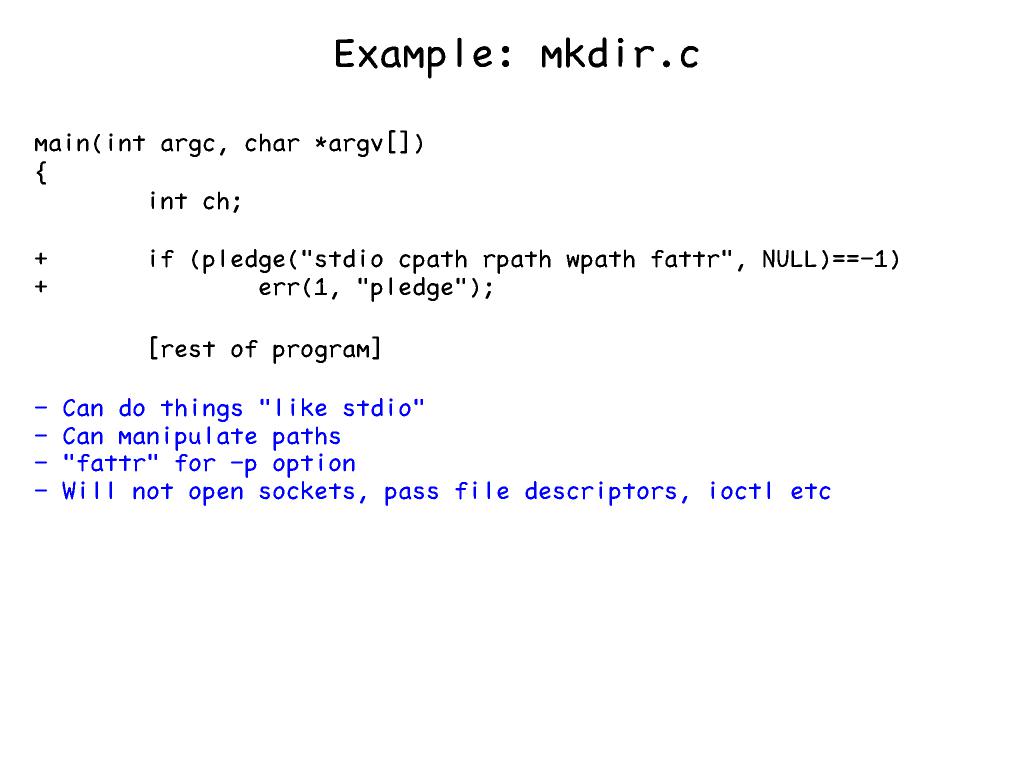 Example: mkdir.c
main(int argc, char *argv[])
{
int ch;
+ if (pledge("stdio cpath rpath wpath fattr", NULL)==-1)
+ err(1, "pledge");
[rest of program]
- Can do things "like stdio"
- Can manipulate paths
- "fattr" for -p option
- Will not open sockets, pass file descriptors, ioctl etc